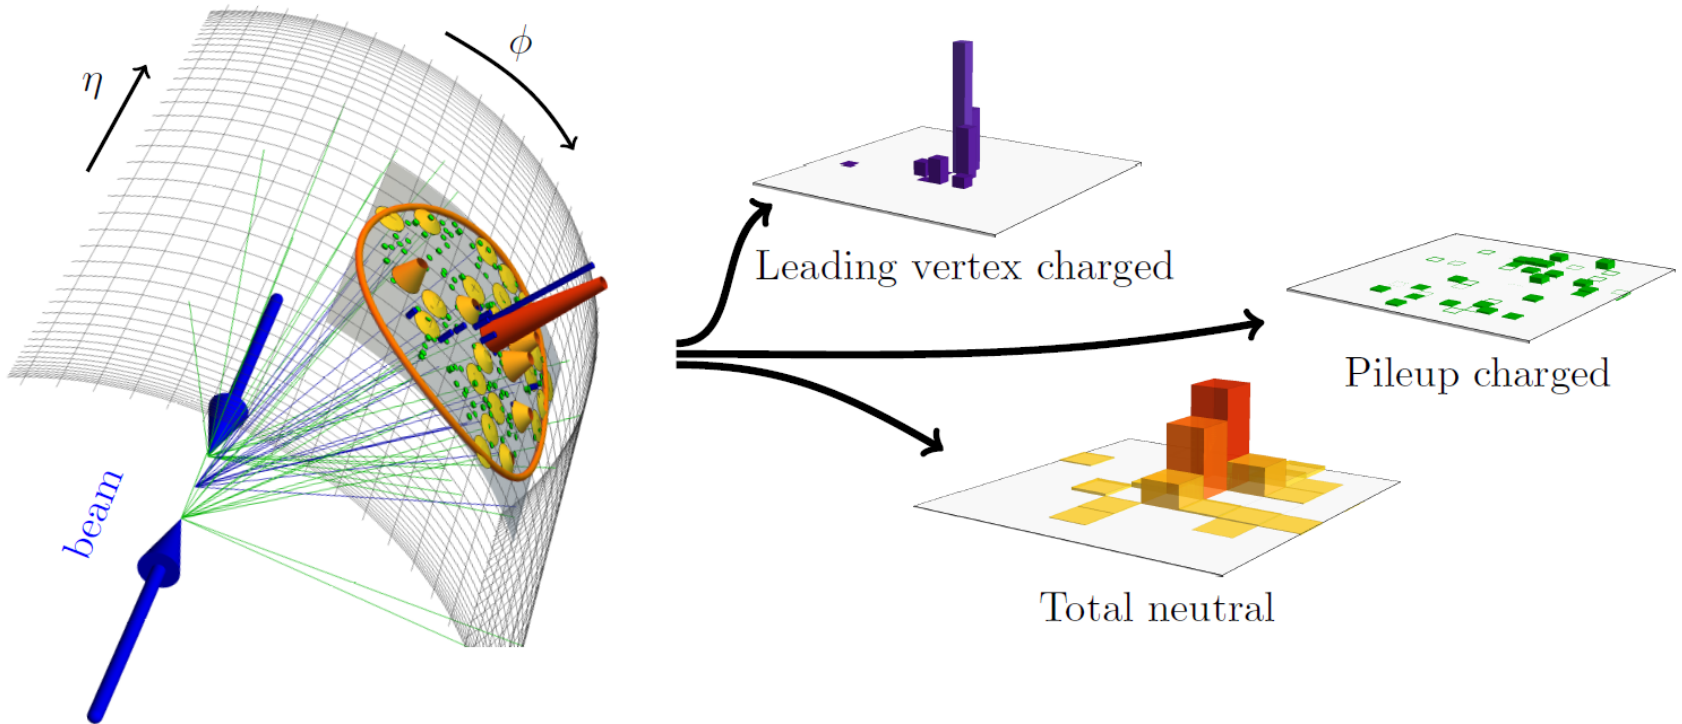 η
ϕ
beam
Leading vertex charged
Pileup charged
Total neutral